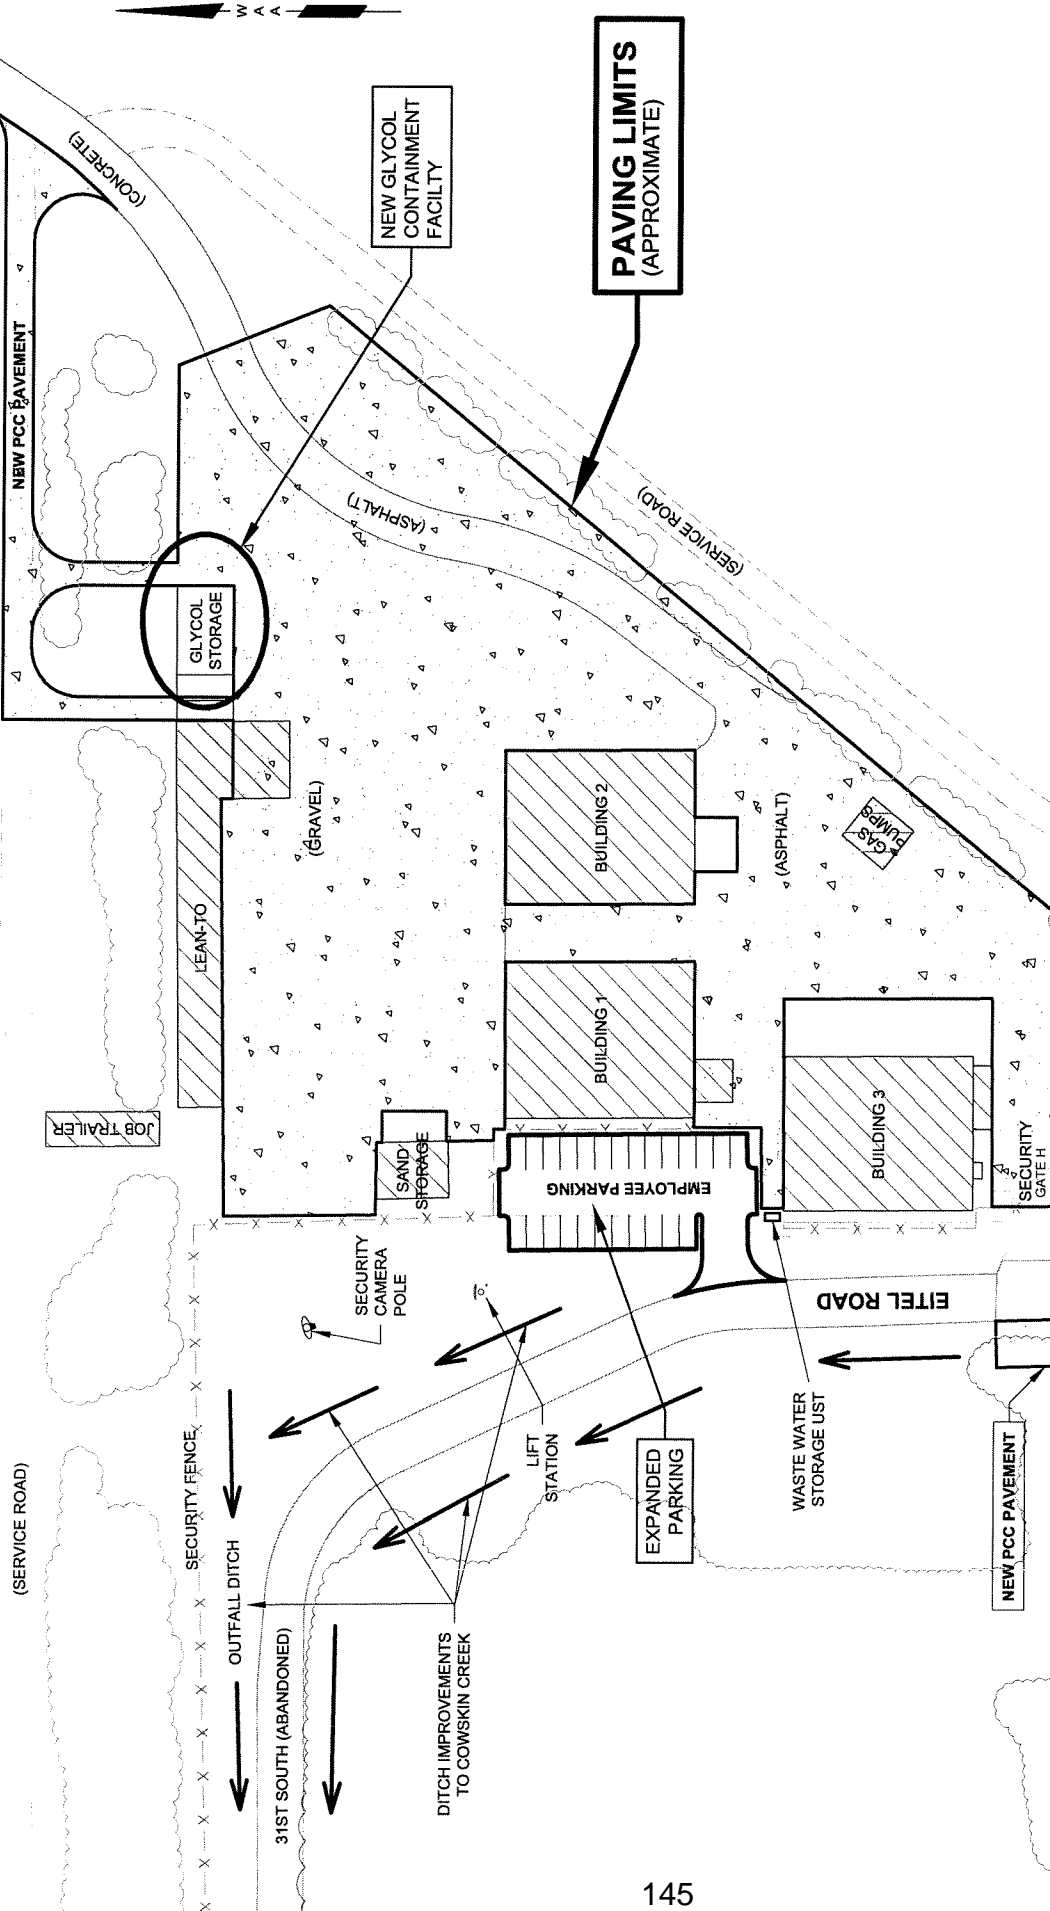 WAA
(CONCRETE)
NEW GLYCOL
CONTAINMENT
FACILTY
PAVING LIMITS
(APPROXIMATE)
NEW PCC PAVEMENT
(ASPHALT)
(SERVICE ROAD)
GLYCOL
STORAGE
(GRAVEL)
LEAN-TO
BUILDING 2
(ASPHALT)
GAS
PUMPS
BUILDING 1
JOB TRAILER
SAND
STORAGE
EMPLOYEE PARKING
BUILDING 3
SECURITY
GATE H
SECURITY
CAMERA
POLE
EITEL ROAD
(SERVICE ROAD)
SECURITY FENCE
OUTFALL DITCH
LIFT
STATION
EXPANDED
PARKING
WASTE WATER
STORAGE UST
NEW PCC PAVEMENT
31ST SOUTH (ABANDONED)
DITCH IMPROVEMENTS
TO COWSKIN CREEK
145